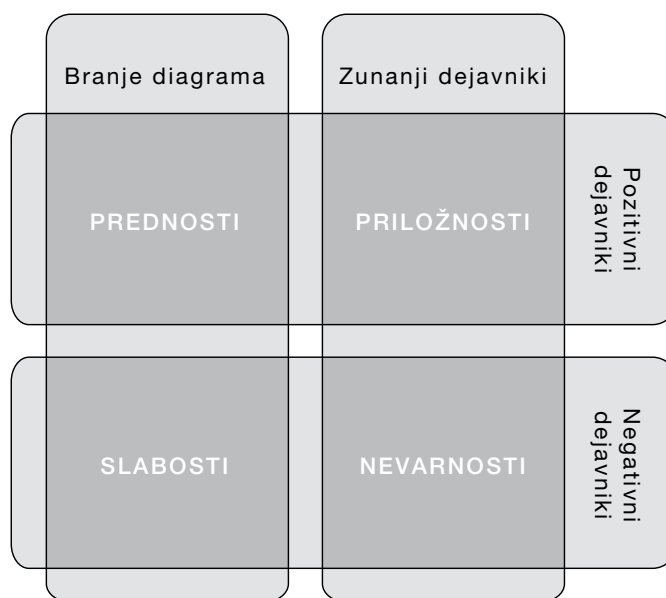 Branje diagrama
Zunanji dejavniki
PREDNOSTI
PRILOŽNOSTI
Pozitivni
dejavniki
SLABOSTI
NEVARNOSTI
Negativni
dejavniki